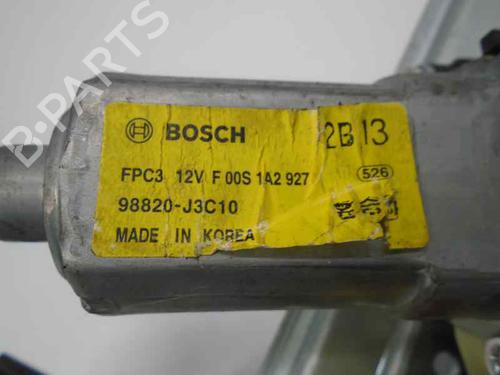 B-PARTS
BOSCH 2B13
FPC3 12V F 00S 1A2 927
526
98820-J3C10
MADE IN KOREA